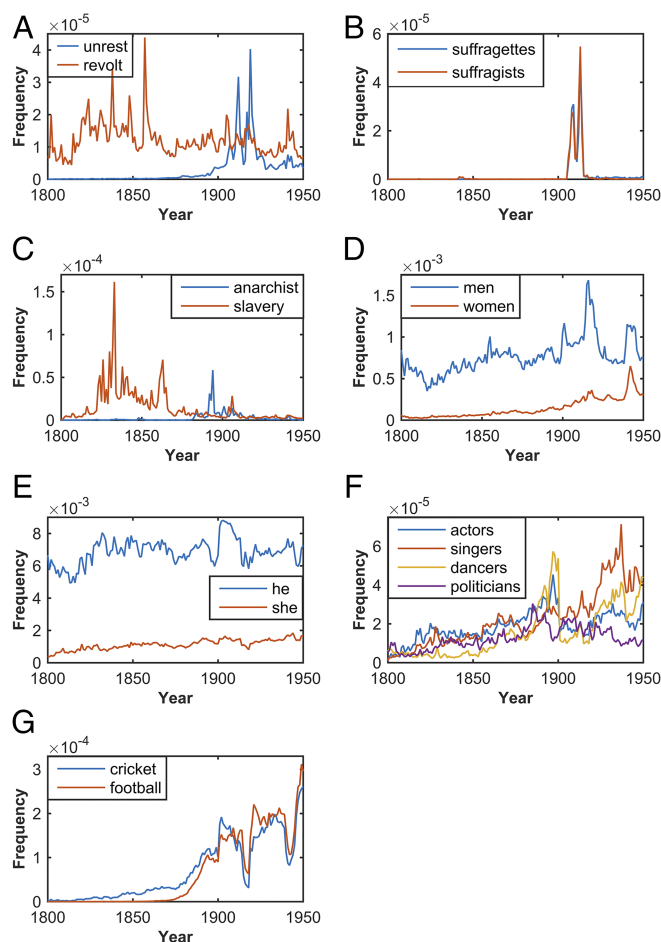 A
B
×10⁻⁵
×10⁻⁵
Frequency
4
3
2
1
0
unrest
revolt
1800
1850
1900
1950
Year
Frequency
6
4
2
0
suffragettes
suffragists
1800
1850
1900
1950
Year
C
D
×10⁻⁴
×10⁻³
Frequency
1.5
1
0.5
0
anarchist
slavery
1800
1850
1900
1950
Year
Frequency
1.5
1
0.5
0
men
women
1800
1850
1900
1950
Year
E
F
×10⁻³
×10⁻⁵
Frequency
8
6
4
2
0
he
she
1800
1850
1900
1950
Year
Frequency
6
4
2
0
actors
singers
dancers
politicians
1800
1850
1900
1950
Year
G
×10⁻⁴
Frequency
3
2
1
0
cricket
football
1800
1850
1900
1950
Year